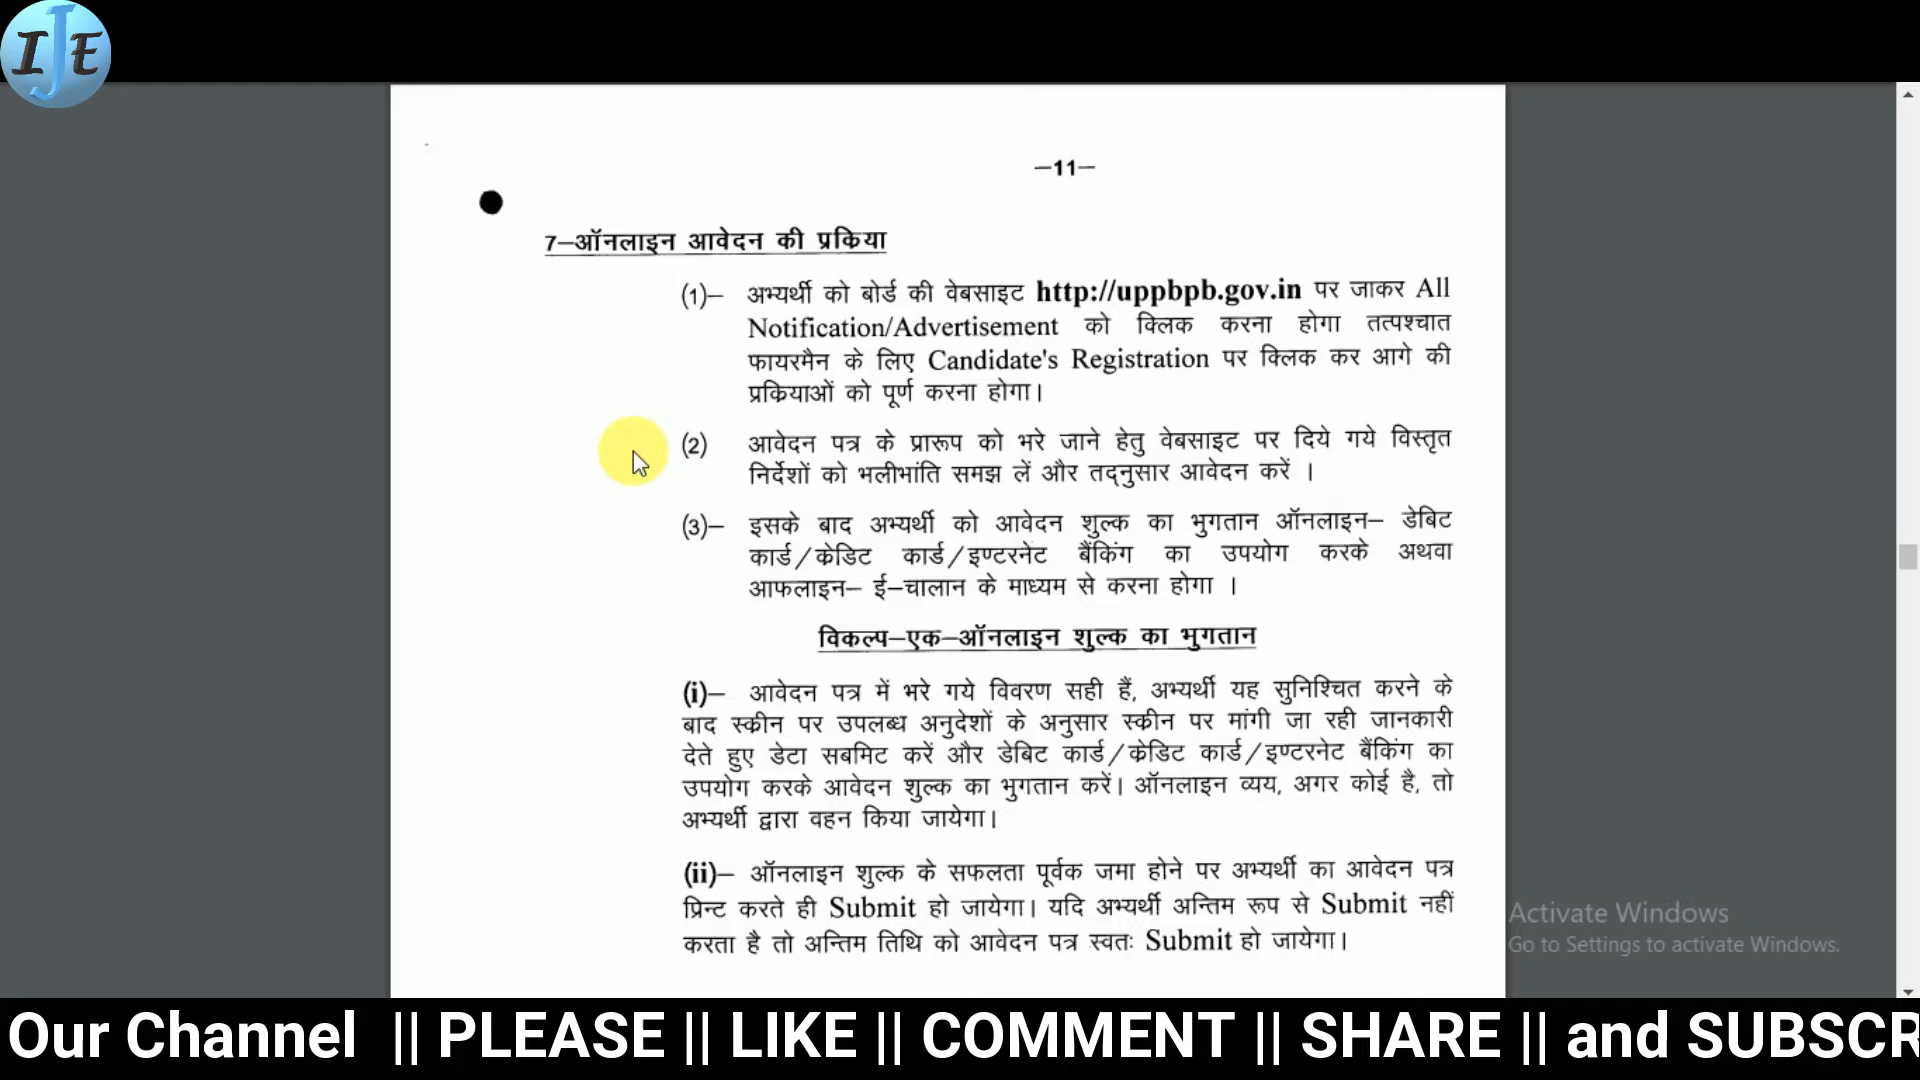 IJE
—11—
7—ऑनलाइन आवेदन की प्रकिया
(1)— अभ्यर्थी को बोर्ड की वेबसाइट http://uppbpb.gov.in पर जाकर All
Notification/Advertisement को क्लिक करना होगा तत्पश्चात
फायरमैन के लिए Candidate's Registration पर क्लिक कर आगे की
प्रकियाओं को पूर्ण करना होगा।
(2) आवेदन पत्र के प्रारूप को भरे जाने हेतु वेबसाइट पर दिये गये विस्तृत
निर्देशों को भलीभांति समझ लें और तद्नुसार आवेदन करें ।
(3)— इसके बाद अभ्यर्थी को आवेदन शुल्क का भुगतान ऑनलाइन— डेबिट
कार्ड/केडिट कार्ड/इण्टरनेट बैंकिंग का उपयोग करके अथवा
आफलाइन— ई—चालान के माध्यम से करना होगा ।
विकल्प—एक—ऑनलाइन शुल्क का भुगतान
(i)— आवेदन पत्र में भरे गये विवरण सही हैं, अभ्यर्थी यह सुनिश्चित करने के
बाद स्कीन पर उपलब्ध अनुदेशों के अनुसार स्कीन पर मांगी जा रही जानकारी
देते हुए डेटा सबमिट करें और डेबिट कार्ड/केडिट कार्ड/इण्टरनेट बैंकिंग का
उपयोग करके आवेदन शुल्क का भुगतान करें। ऑनलाइन व्यय, अगर कोई है, तो
अभ्यर्थी द्वारा वहन किया जायेगा।
(ii)— ऑनलाइन शुल्क के सफलता पूर्वक जमा होने पर अभ्यर्थी का आवेदन पत्र
प्रिन्ट करते ही Submit हो जायेगा। यदि अभ्यर्थी अन्तिम रूप से Submit नहीं
करता है तो अन्तिम तिथि को आवेदन पत्र स्वतः Submit हो जायेगा।
Activate Windows
Go to Settings to activate Windows.
Our Channel || PLEASE || LIKE || COMMENT || SHARE || and SUBSCR